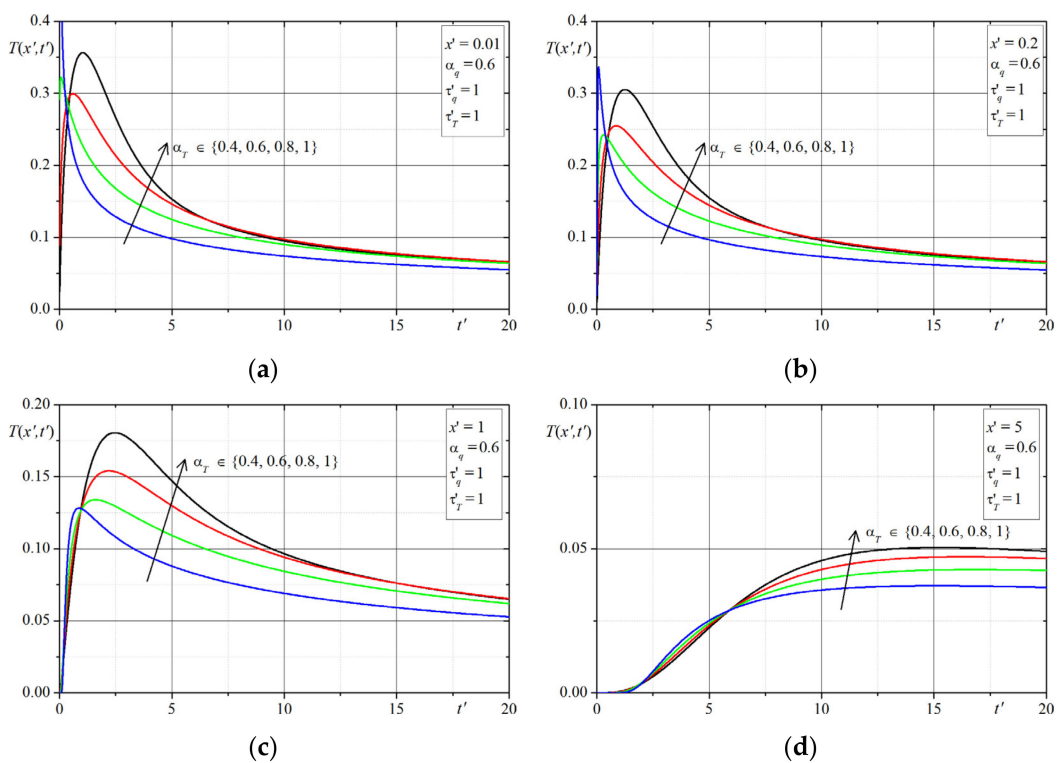 0.4
T(x',t')
0.3
0.2
0.1
0.0
x' = 0.01
α_q = 0.6
τ'_q = 1
τ'_T = 1
α_T ∈ {0.4, 0.6, 0.8, 1}
0 5 10 15 t' 20
(a)
0.4
T(x',t')
0.3
0.2
0.1
0.0
x' = 0.2
α_q = 0.6
τ'_q = 1
τ'_T = 1
α_T ∈ {0.4, 0.6, 0.8, 1}
0 5 10 15 t' 20
(b)
0.20
T(x',t')
0.15
0.10
0.05
0.00
x' = 1
α_q = 0.6
τ'_q = 1
τ'_T = 1
α_T ∈ {0.4, 0.6, 0.8, 1}
0 5 10 15 t' 20
(c)
0.10
T(x',t')
0.05
0.00
x' = 5
α_q = 0.6
τ'_q = 1
τ'_T = 1
α_T ∈ {0.4, 0.6, 0.8, 1}
0 5 10 15 t' 20
(d)